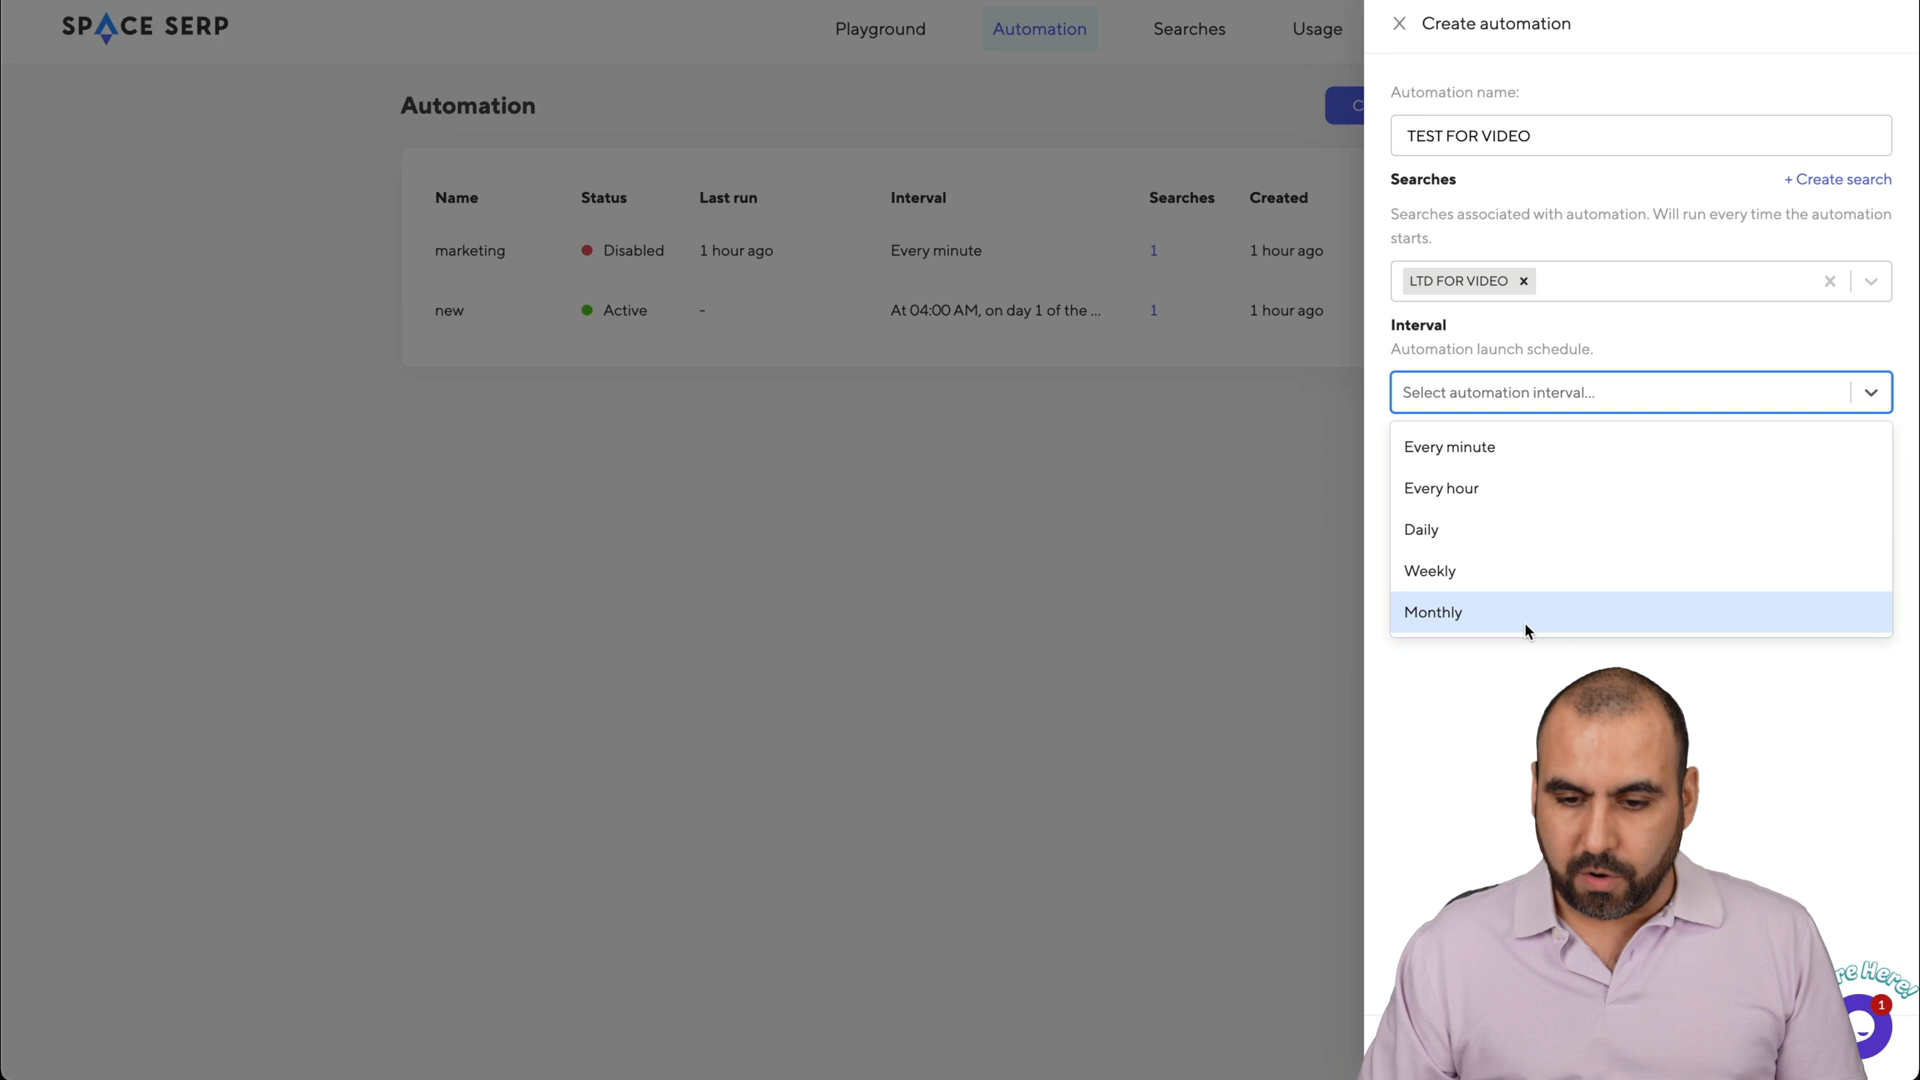 SPACE SERP
Playground
Automation
Searches
Usage
Automation
Name
Status
Last run
Interval
Searches
Created
marketing
Disabled
1 hour ago
Every minute
1
1 hour ago
new
Active
-
At 04:00 AM, on day 1 of the ...
1
1 hour ago
Create automation
Automation name:
TEST FOR VIDEO
Searches
+ Create search
Searches associated with automation. Will run every time the automation
starts.
LTD FOR VIDEO
Interval
Automation launch schedule.
Select automation interval...
Every minute
Every hour
Daily
Weekly
Monthly
re Here!
1